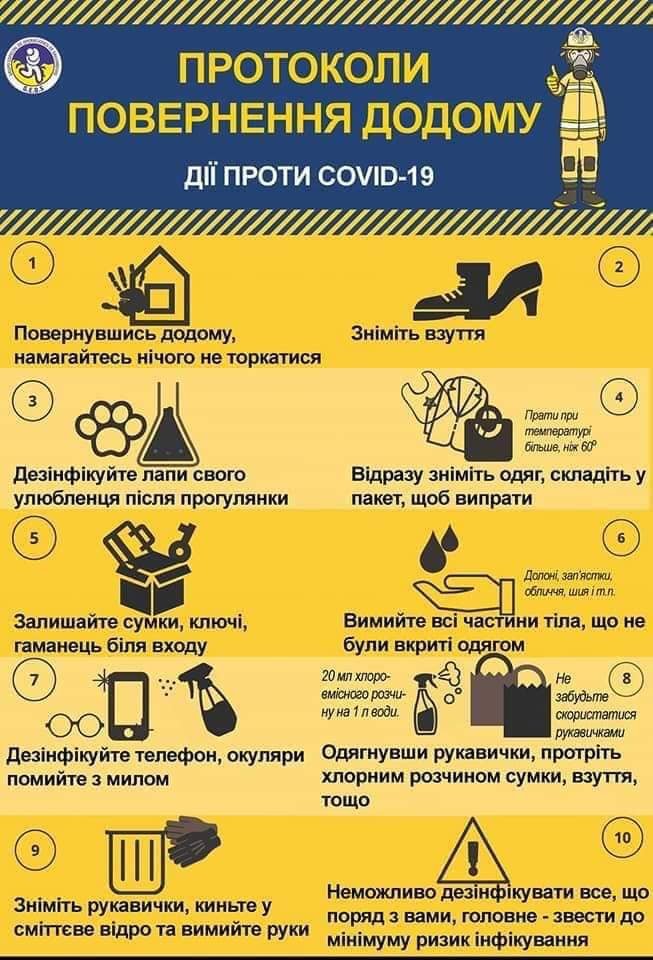 ПРОТОКОЛИ
ПОВЕРНЕННЯ ДОДОМУ
ДІЇ ПРОТИ COVID-19
1
Повернувшись додому,
намагайтесь нічого не торкатися
2
Зніміть взуття
3
Дезінфікуйте лапи свого
улюбленця після прогулянки
4
Прати при
температурі
більше, ніж 60⁰
Відразу зніміть одяг, складіть у
пакет, щоб випрати
5
Залишайте сумки, ключі,
гаманець біля входу
6
Долоні, зап'ястки,
обличчя, шия і т.п.
Вимийте всі частини тіла, що не
були вкриті одягом
7
Дезінфікуйте телефон, окуляри
помийте з милом
8
20 мл хлоро-
вмісного розчи-
ну на 1 л води.
Не
забудьте
скористатися
рукавичками
Одягнувши рукавички, протріть
хлорним розчином сумки, взуття,
тощо
9
Зніміть рукавички, киньте у
сміттєве відро та вимийте руки
10
Неможливо дезінфікувати все, що
поряд з вами, головне - звести до
мінімуму ризик інфікування